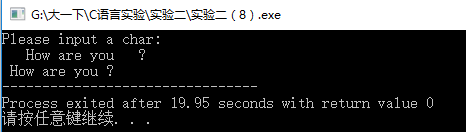 G:\大一下\C语言实验\实验二\实验二（8）.exe
Please input a char:
   How are you   ?
 How are you ?
--------------------------------
Process exited after 19.95 seconds with return value 0
请按任意键继续. . .